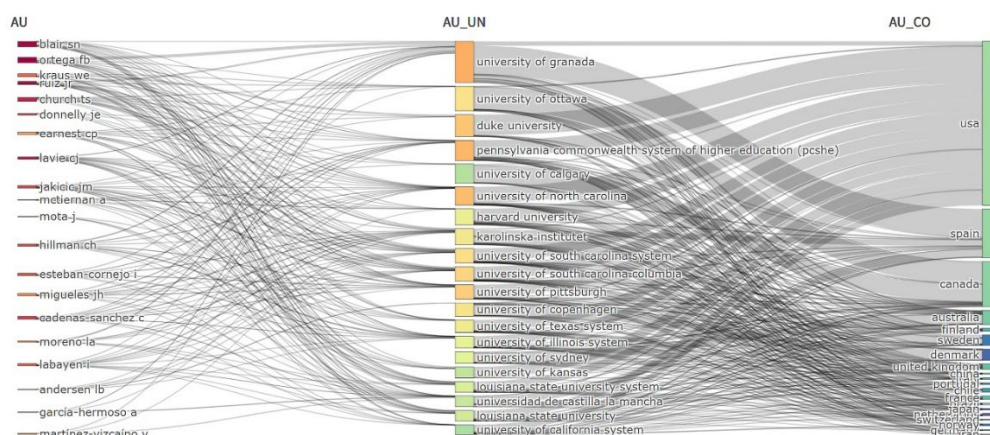 AU
AU_UN
AU_CO
blair sn
ortega fb
kraus we
ruiz jr
church ts
donnelly je
earnest cp
lavie cj
jakicic jm
mctiernan a
mota j
hillman ch
esteban-cornejo i
migueles jh
cadenas-sanchez c
moreno la
labayen i
andersen lb
garcía-hermoso a
martínez-vizcaíno v
university of granada
university of ottawa
duke university
pennsylvania commonwealth system of higher education (pcshe)
university of calgary
university of north carolina
harvard university
karolinska institutet
university of south carolina system
university of south carolina columbia
university of pittsburgh
university of copenhagen
university of texas system
university of illinois system
university of sydney
university of kansas
louisiana state university system
universidad de castilla-la mancha
louisiana state university
university of california system
usa
spain
canada
australia
finland
sweden
denmark
united kingdom
china
portugal
chile
france
brazil
japan
netherlands
switzerland
norway
germany